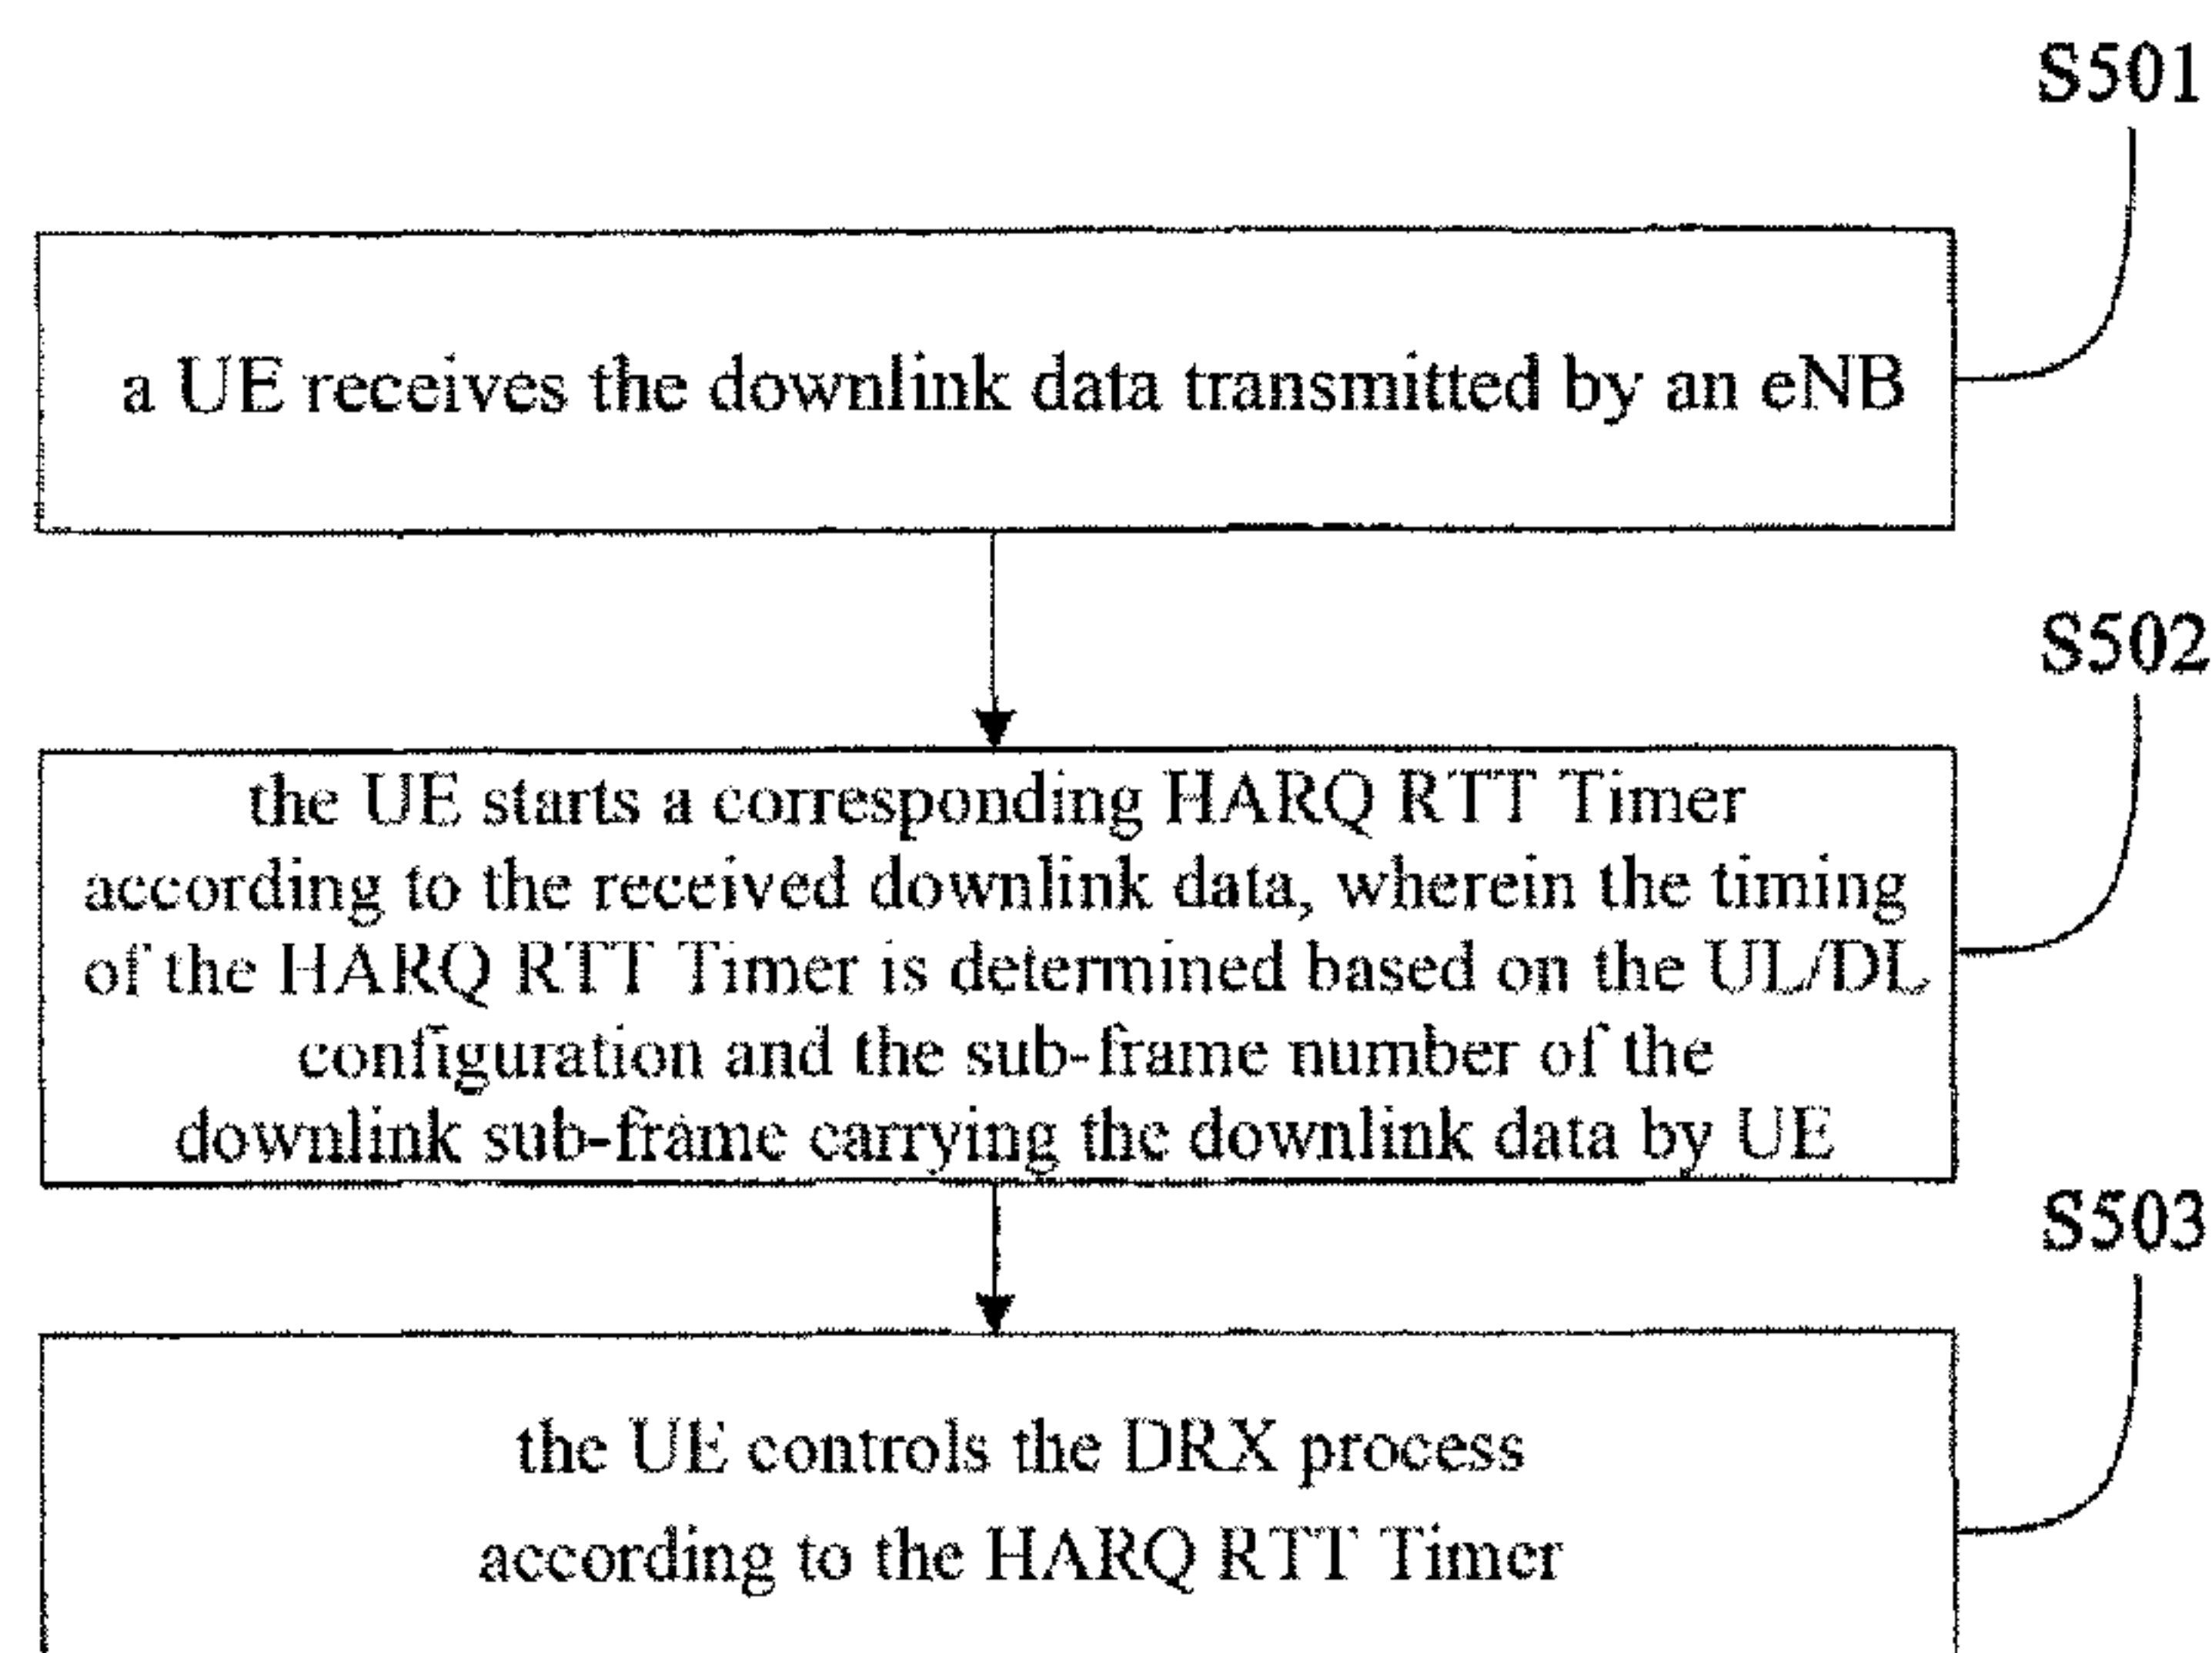 S501
a UE receives the downlink data transmitted by an eNB
S502
the UE starts a corresponding HARQ RTT Timer
according to the received downlink data, wherein the timing
of the HARQ RTT Timer is determined based on the UL/DL
configuration and the sub-frame number of the
downlink sub-frame carrying the downlink data by UE
S503
the UE controls the DRX process
according to the HARQ RTT Timer